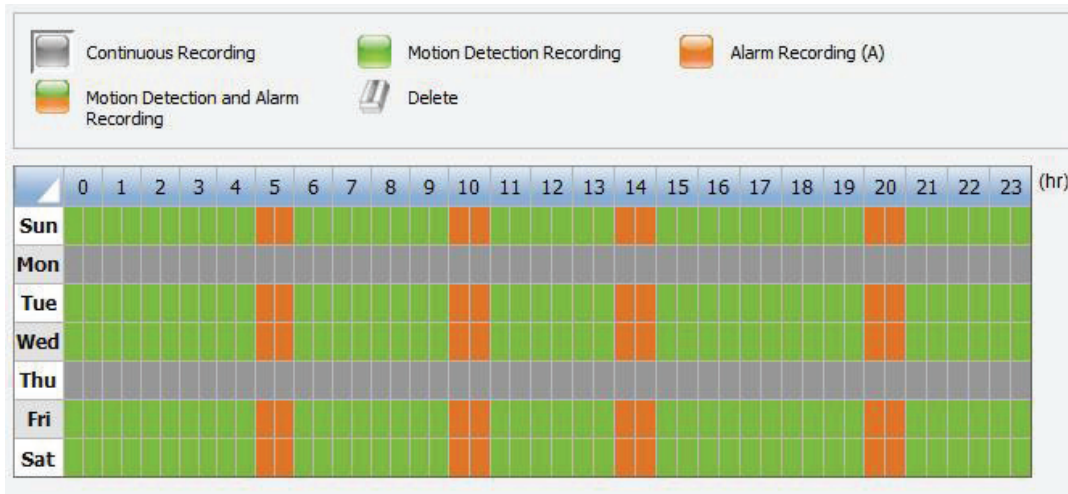 Continuous Recording
Motion Detection Recording
Alarm Recording (A)
Motion Detection and Alarm
Recording
Delete
0 1 2 3 4 5 6 7 8 9 10 11 12 13 14 15 16 17 18 19 20 21 22 23 (hr)
Sun
Mon
Tue
Wed
Thu
Fri
Sat